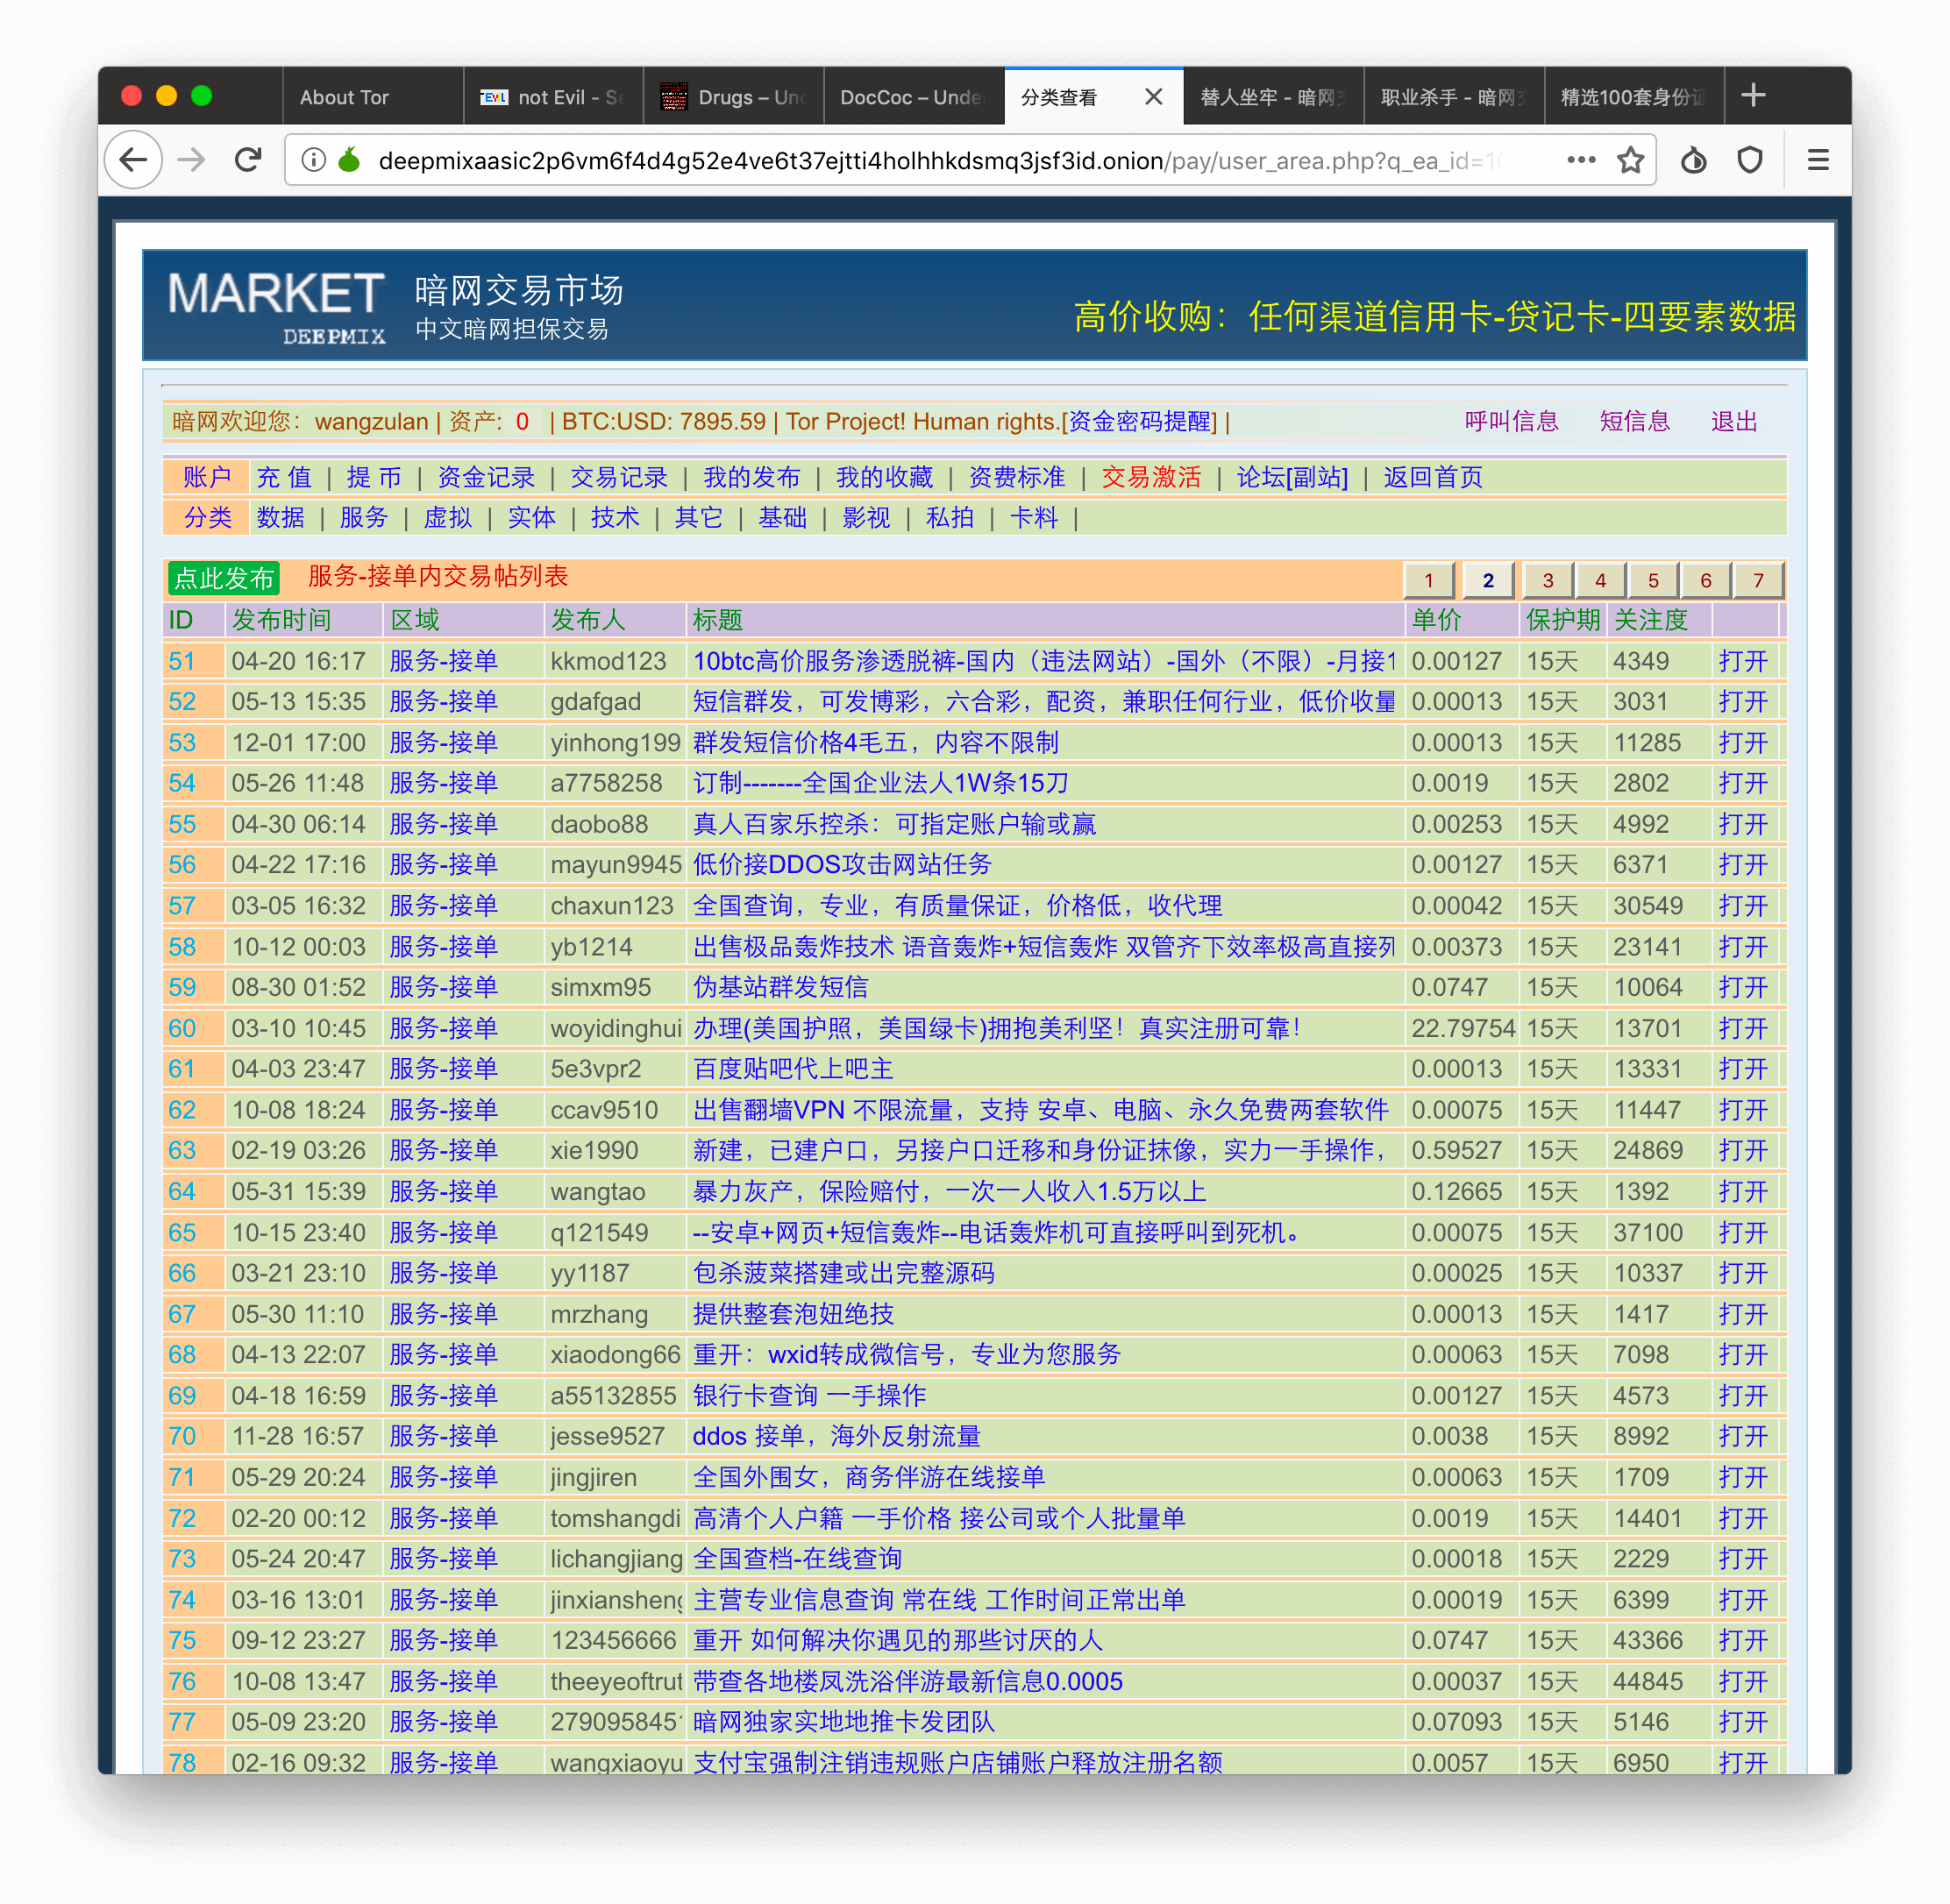 About Tor not Evil - Se Drugs – Und DocCoc – Unde 分类查看 替人坐牢 - 暗网交 职业杀手 - 暗网交 精选100套身份证
deepmixaasic2p6vm6f4d4g52e4ve6t37ejtti4holhhkdsmq3jsf3id.onion/pay/user_area.php?q_ea_id=10
MARKET 暗网交易市场
DEEPMIX 中文暗网担保交易
高价收购：任何渠道信用卡-贷记卡-四要素数据
暗网欢迎您：wangzulan | 资产: 0 | BTC:USD: 7895.59 | Tor Project! Human rights.[资金密码提醒] | 呼叫信息 短信息 退出
账户 充 值 | 提 币 | 资金记录 | 交易记录 | 我的发布 | 我的收藏 | 资费标准 | 交易激活 | 论坛[副站] | 返回首页
分类 数据 | 服务 | 虚拟 | 实体 | 技术 | 其它 | 基础 | 影视 | 私拍 | 卡料 |
点此发布 服务-接单内交易帖列表 1 2 3 4 5 6 7
ID 发布时间 区域 发布人 标题 单价 保护期 关注度
51 04-20 16:17 服务-接单 kkmod123 10btc高价服务渗透脱裤-国内（违法网站）-国外（不限）-月接1 0.00127 15天 4349 打开
52 05-13 15:35 服务-接单 gdafgad 短信群发，可发博彩，六合彩，配资，兼职任何行业，低价收量 0.00013 15天 3031 打开
53 12-01 17:00 服务-接单 yinhong199 群发短信价格4毛五，内容不限制 0.00013 15天 11285 打开
54 05-26 11:48 服务-接单 a7758258 订制-------全国企业法人1W条15刀 0.0019 15天 2802 打开
55 04-30 06:14 服务-接单 daobo88 真人百家乐控杀：可指定账户输或赢 0.00253 15天 4992 打开
56 04-22 17:16 服务-接单 mayun9945 低价接DDOS攻击网站任务 0.00127 15天 6371 打开
57 03-05 16:32 服务-接单 chaxun123 全国查询，专业，有质量保证，价格低，收代理 0.00042 15天 30549 打开
58 10-12 00:03 服务-接单 yb1214 出售极品轰炸技术 语音轰炸+短信轰炸 双管齐下效率极高直接死 0.00373 15天 23141 打开
59 08-30 01:52 服务-接单 simxm95 伪基站群发短信 0.0747 15天 10064 打开
60 03-10 10:45 服务-接单 woyidinghui 办理(美国护照，美国绿卡)拥抱美利坚！真实注册可靠！ 22.79754 15天 13701 打开
61 04-03 23:47 服务-接单 5e3vpr2 百度贴吧代上吧主 0.00013 15天 13331 打开
62 10-08 18:24 服务-接单 ccav9510 出售翻墙VPN 不限流量，支持 安卓、电脑、永久免费两套软件 0.00075 15天 11447 打开
63 02-19 03:26 服务-接单 xie1990 新建，已建户口，另接户口迁移和身份证抹像，实力一手操作， 0.59527 15天 24869 打开
64 05-31 15:39 服务-接单 wangtao 暴力灰产，保险赔付，一次一人收入1.5万以上 0.12665 15天 1392 打开
65 10-15 23:40 服务-接单 q121549 --安卓+网页+短信轰炸--电话轰炸机可直接呼叫到死机。 0.00075 15天 37100 打开
66 03-21 23:10 服务-接单 yy1187 包杀菠菜搭建或出完整源码 0.00025 15天 10337 打开
67 05-30 11:10 服务-接单 mrzhang 提供整套泡妞绝技 0.00013 15天 1417 打开
68 04-13 22:07 服务-接单 xiaodong66 重开：wxid转成微信号，专业为您服务 0.00063 15天 7098 打开
69 04-18 16:59 服务-接单 a55132855 银行卡查询 一手操作 0.00127 15天 4573 打开
70 11-28 16:57 服务-接单 jesse9527 ddos 接单，海外反射流量 0.0038 15天 8992 打开
71 05-29 20:24 服务-接单 jingjiren 全国外围女，商务伴游在线接单 0.00063 15天 1709 打开
72 02-20 00:12 服务-接单 tomshangdi 高清个人户籍 一手价格 接公司或个人批量单 0.0019 15天 14401 打开
73 05-24 20:47 服务-接单 lichangjiang 全国查档-在线查询 0.00018 15天 2229 打开
74 03-16 13:01 服务-接单 jinxiansheng 主营专业信息查询 常在线 工作时间正常出单 0.00019 15天 6399 打开
75 09-12 23:27 服务-接单 123456666 重开 如何解决你遇见的那些讨厌的人 0.0747 15天 43366 打开
76 10-08 13:47 服务-接单 theeyeoftrut 带查各地楼凤洗浴伴游最新信息0.0005 0.00037 15天 44845 打开
77 05-09 23:20 服务-接单 2790958451 暗网独家实地地推卡发团队 0.07093 15天 5146 打开
78 02-16 09:32 服务-接单 wangxiaoyu 支付宝强制注销违规账户店铺账户释放注册名额 0.0057 15天 6950 打开